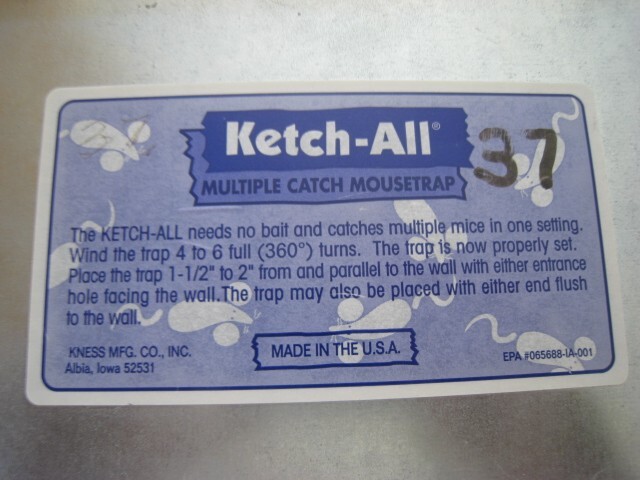 Ketch-All®
37
MULTIPLE CATCH MOUSETRAP
The KETCH-ALL needs no bait and catches multiple mice in one setting.
Wind the trap 4 to 6 full (360°) turns. The trap is now properly set.
Place the trap 1-1/2" to 2" from and parallel to the wall with either entrance
hole facing the wall.The trap may also be placed with either end flush
to the wall.
KNESS MFG. CO., INC.
Albia, Iowa 52531
MADE IN THE U.S.A.
EPA #065688-IA-001